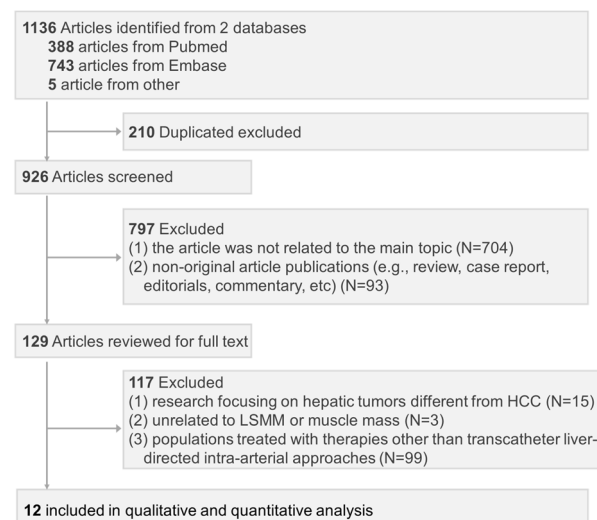 1136 Articles identified from 2 databases
388 articles from Pubmed
743 articles from Embase
5 article from other
210 Duplicated excluded
926 Articles screened
797 Excluded
(1) the article was not related to the main topic (N=704)
(2) non-original article publications (e.g., review, case report,
editorials, commentary, etc) (N=93)
129 Articles reviewed for full text
117 Excluded
(1) research focusing on hepatic tumors different from HCC (N=15)
(2) unrelated to LSMM or muscle mass (N=3)
(3) populations treated with therapies other than transcatheter liver-
directed intra-arterial approaches (N=99)
12 included in qualitative and quantitative analysis